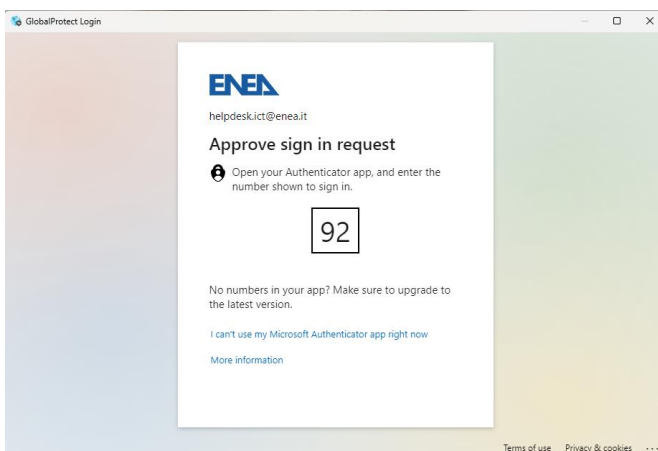 GlobalProtect Login
ENEA
helpdesk.ict@enea.it
Approve sign in request
Open your Authenticator app, and enter the
number shown to sign in.
92
No numbers in your app? Make sure to upgrade to
the latest version.
I can't use my Microsoft Authenticator app right now
More information
Terms of use Privacy & cookies ...